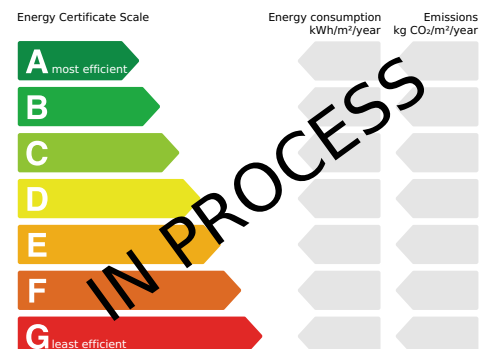 Energy Certificate Scale
Energy consumption
kWh/m²/year
Emissions
kg CO₂/m²/year
A most efficient
B
C
D
E
F
G least efficient
IN PROCESS